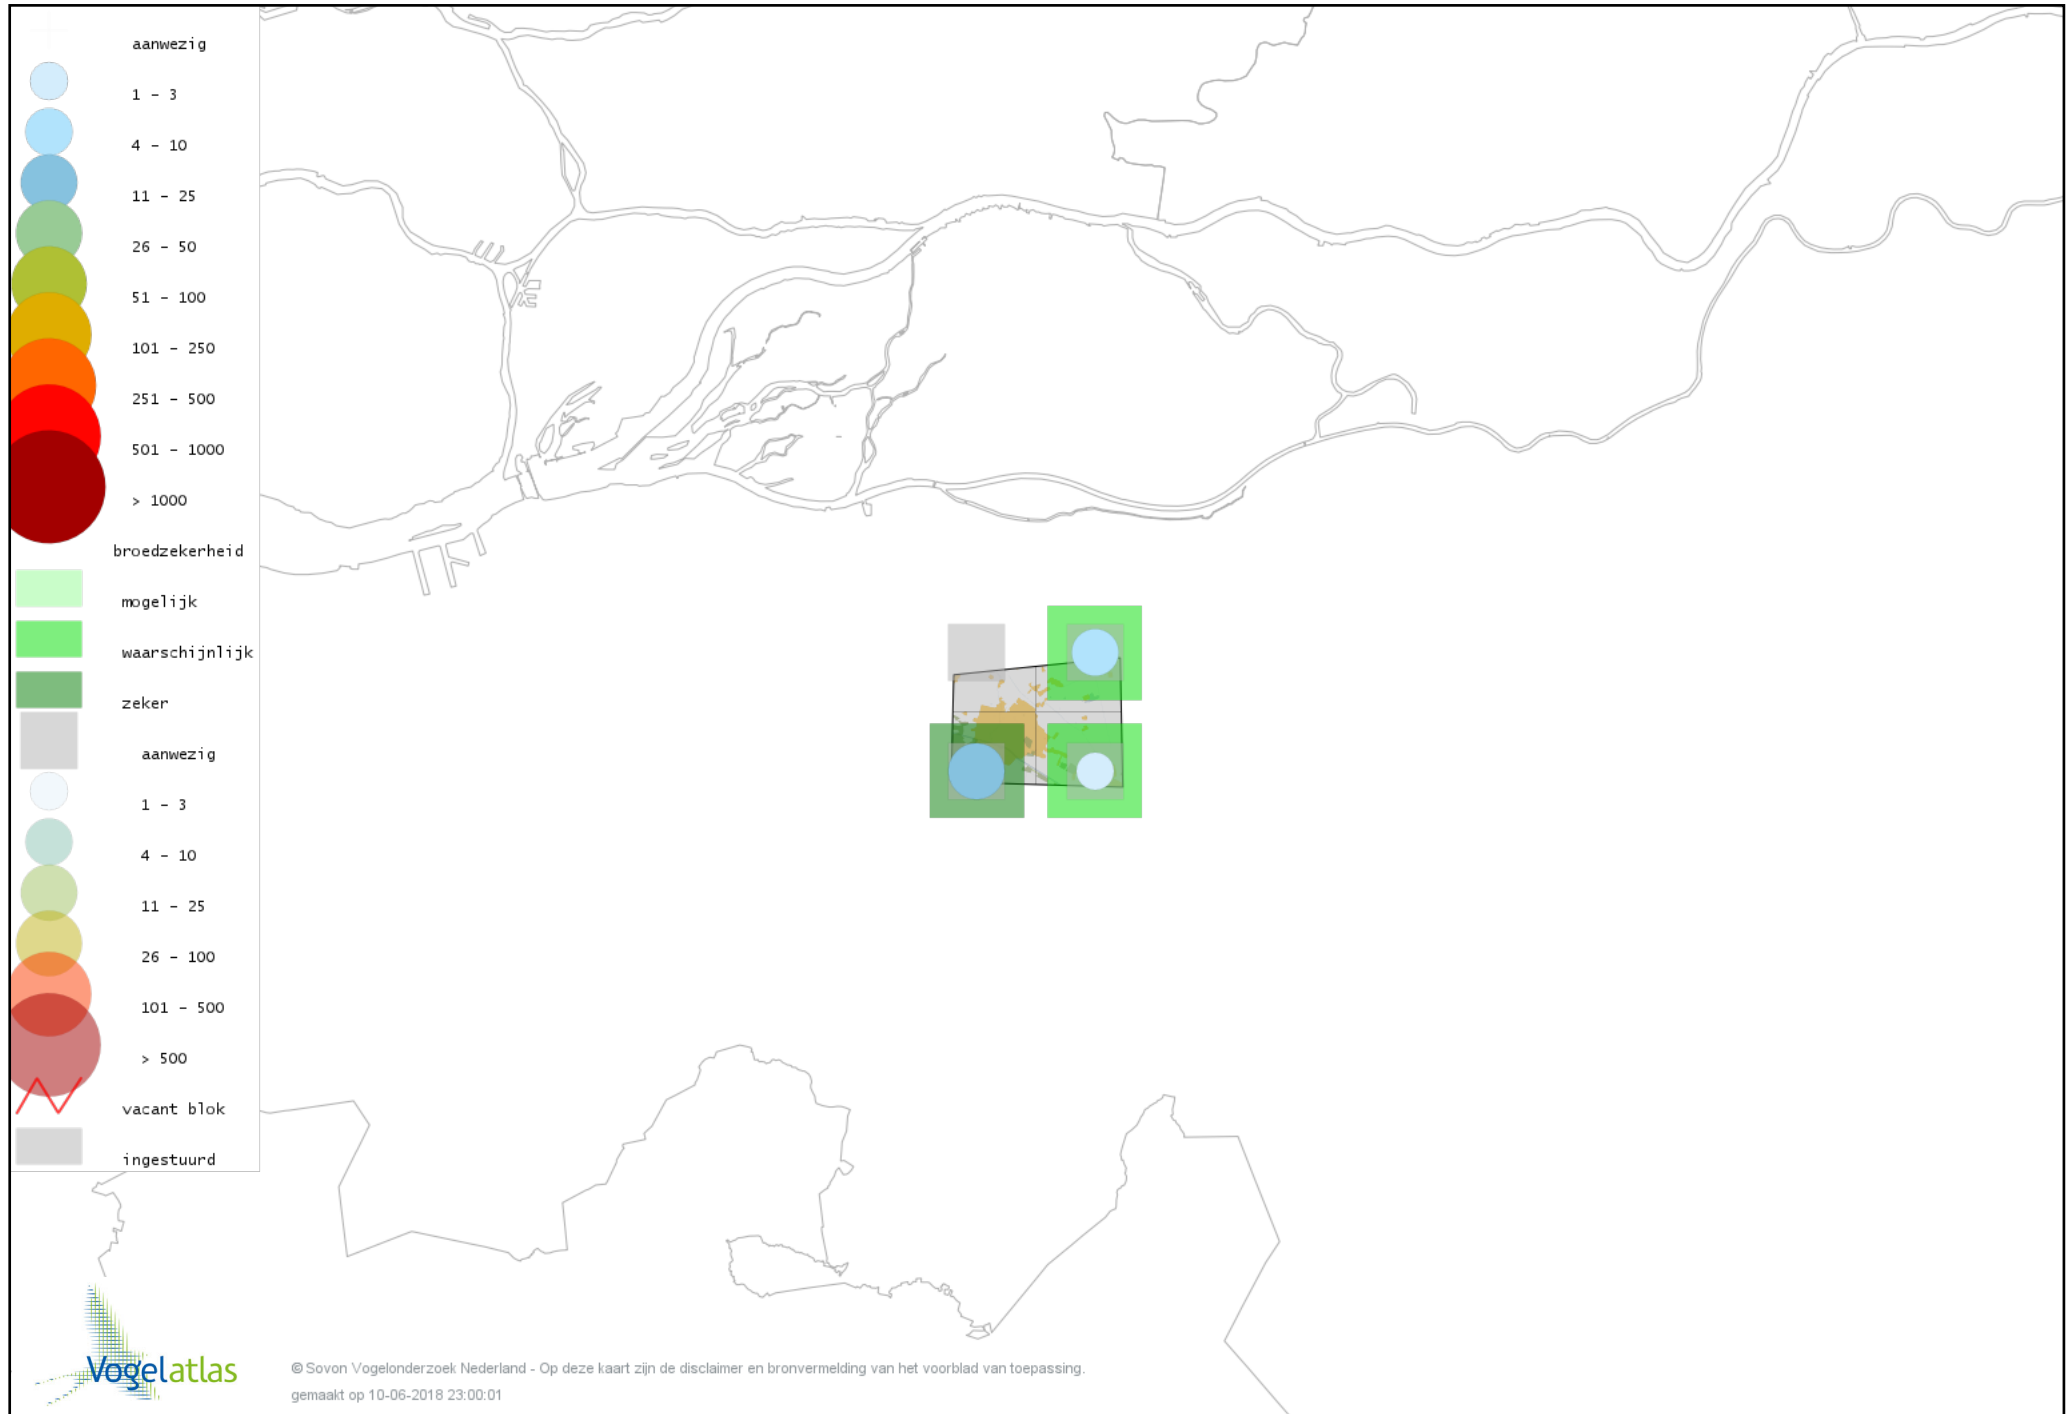 aanwezig
1 - 3
4 - 10
11 - 25
26 - 50
51 - 100
101 - 250
251 - 500
501 - 1000
> 1000
broedzekerheid
mogelijk
waarschijnlijk
zeker
aanwezig
1 - 3
4 - 10
11 - 25
26 - 100
101 - 500
> 500
vacant blok
ingestuurd
Vogelatlas
© Sovon Vogelonderzoek Nederland - Op deze kaart zijn de disclaimer en bronvermelding van het voorblad van toepassing.
gemaakt op 10-06-2018 23:00:01